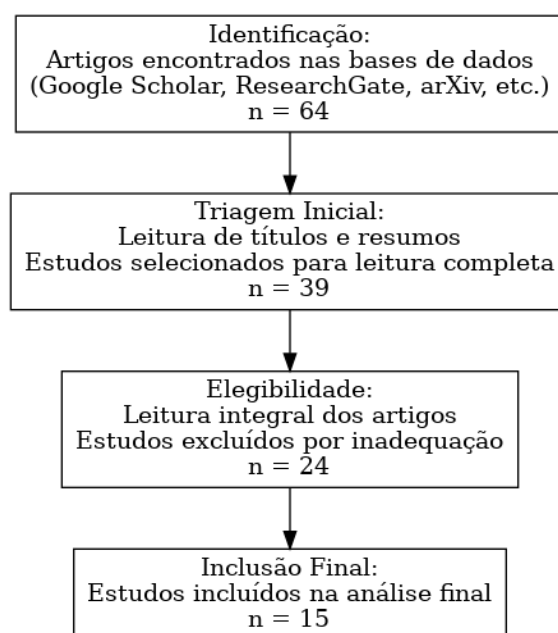 Identificação:
Artigos encontrados nas bases de dados
(Google Scholar, ResearchGate, arXiv, etc.)
n = 64
Triagem Inicial:
Leitura de títulos e resumos
Estudos selecionados para leitura completa
n = 39
Elegibilidade:
Leitura integral dos artigos
Estudos excluídos por inadequação
n = 24
Inclusão Final:
Estudos incluídos na análise final
n = 15